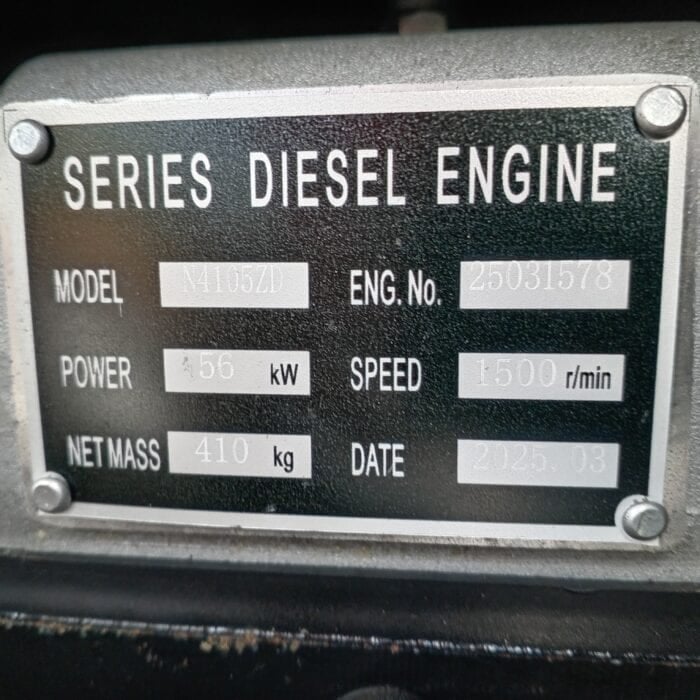 SERIES DIESEL ENGINE
MODEL N4105ZD ENG. No. 25031578
POWER 56 kW SPEED 1500 r/min
NET MASS 410 kg DATE 2025 03